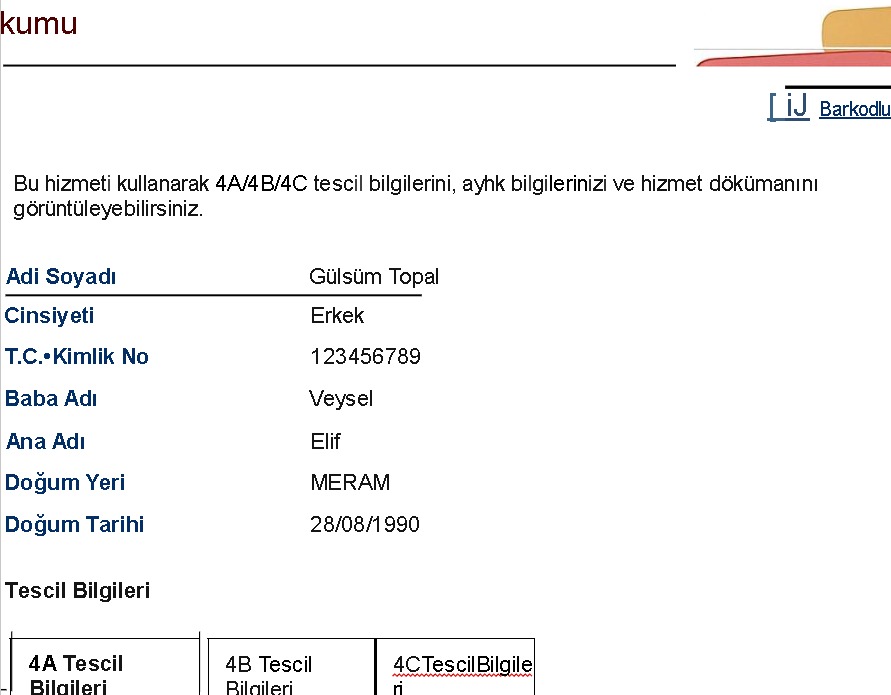 kumu
[ iJ Barkodlu
Bu hizmeti kullanarak 4A/4B/4C tescil bilgilerini, ayhk bilgilerinizi ve hizmet dökümanını
görüntüleyebilirsiniz.
Adi Soyadı Gülsüm Topal
Cinsiyeti Erkek
T.C.•Kimlik No 123456789
Baba Adı Veysel
Ana Adı Elif
Doğum Yeri MERAM
Doğum Tarihi 28/08/1990
Tescil Bilgileri
4A Tescil 4B Tescil 4CTescilBilgile
Bilgileri Bilgileri ri